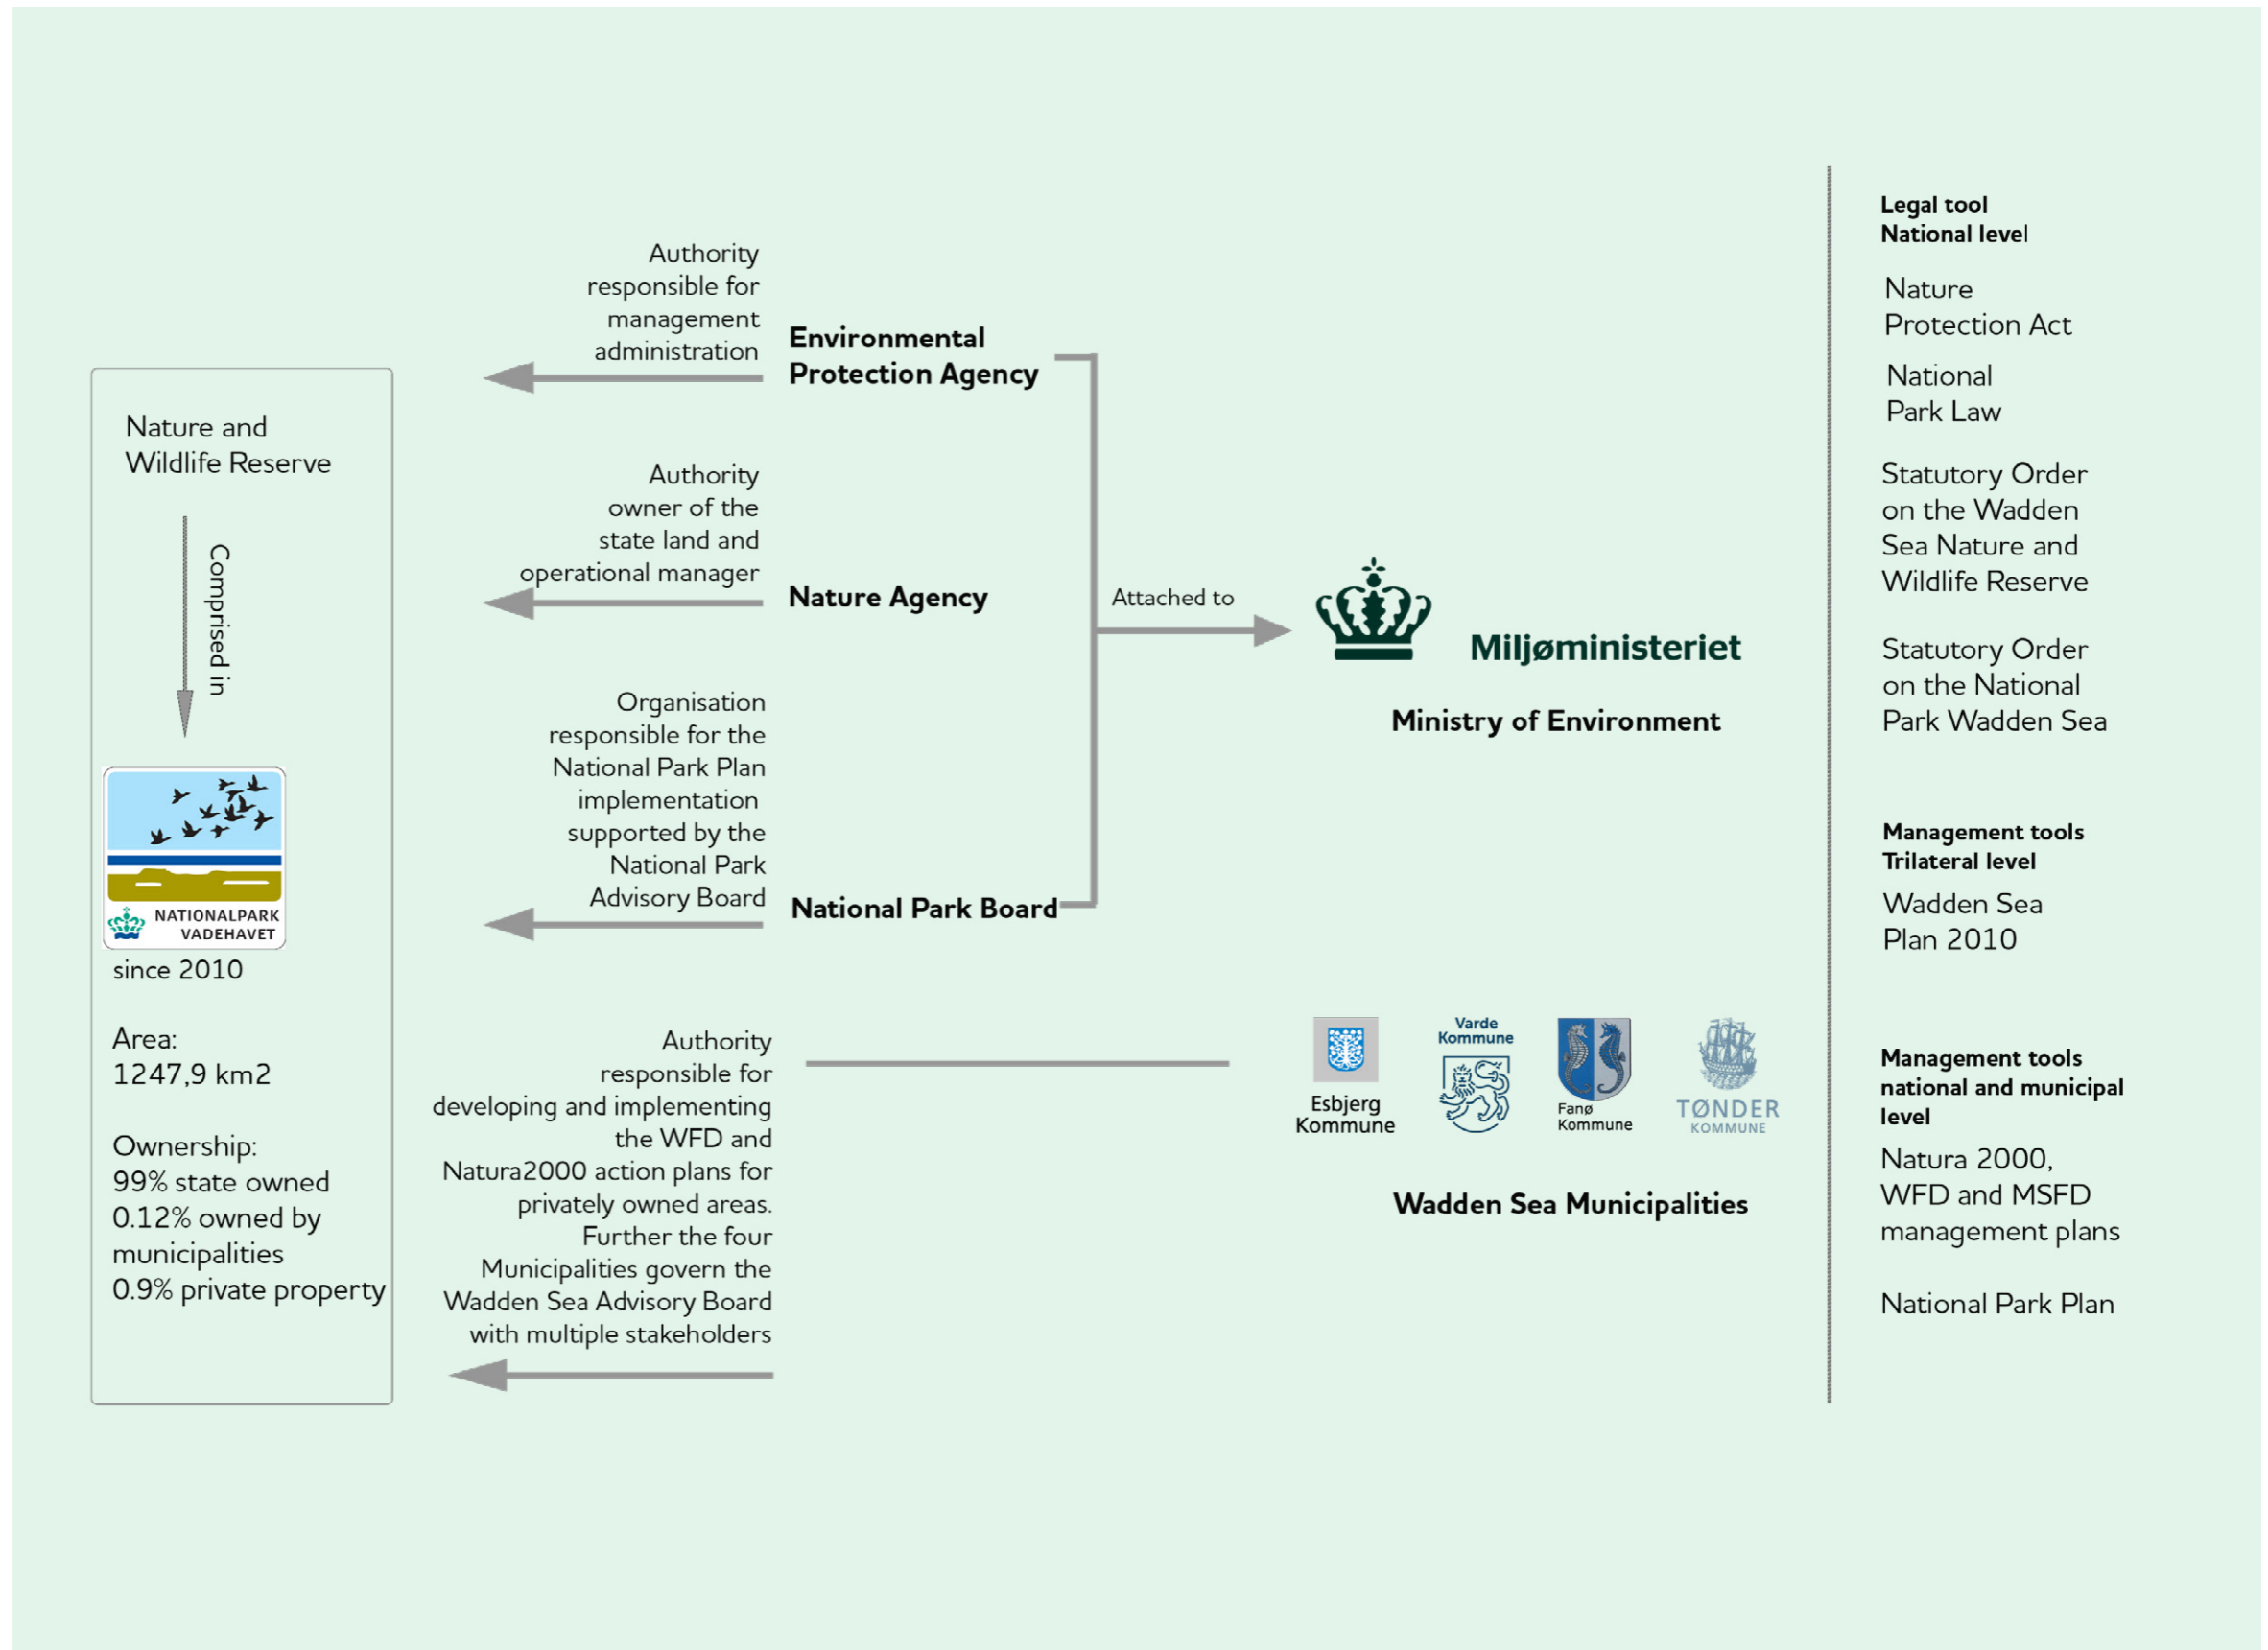 Nature and
Wildlife Reserve
Comprised in
NATIONALPARK
VADEHAVET
since 2010
Area:
1247,9 km2
Ownership:
99% state owned
0.12% owned by
municipalities
0.9% private property
Authority
responsible for
management
administration
Environmental
Protection Agency
Authority
owner of the
state land and
operational manager
Nature Agency
Organisation
responsible for the
National Park Plan
implementation
supported by the
National Park
Advisory Board
National Park Board
Attached to
Miljøministeriet
Ministry of Environment
Authority
responsible for
developing and implementing
the WFD and
Natura2000 action plans for
privately owned areas.
Further the four
Municipalities govern the
Wadden Sea Advisory Board
with multiple stakeholders
Esbjerg
Kommune
Varde
Kommune
Fanø
Kommune
TØNDER
KOMMUNE
Wadden Sea Municipalities
Legal tool
National level
Nature
Protection Act
National
Park Law
Statutory Order
on the Wadden
Sea Nature and
Wildlife Reserve
Statutory Order
on the National
Park Wadden Sea
Management tools
Trilateral level
Wadden Sea
Plan 2010
Management tools
national and municipal
level
Natura 2000,
WFD and MSFD
management plans
National Park Plan